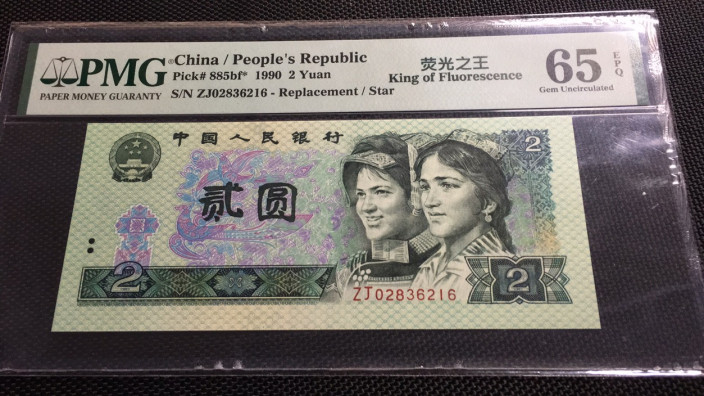 PMG
PAPER MONEY GUARANTY
China / People's Republic
Pick# 885bf* 1990 2 Yuan
S/N ZJ02836216 - Replacement / Star
荧光之王
King of Fluorescence
65
EPQ
Gem Uncirculated
中国人民银行
贰圆
2
2
2
ZJ02836216